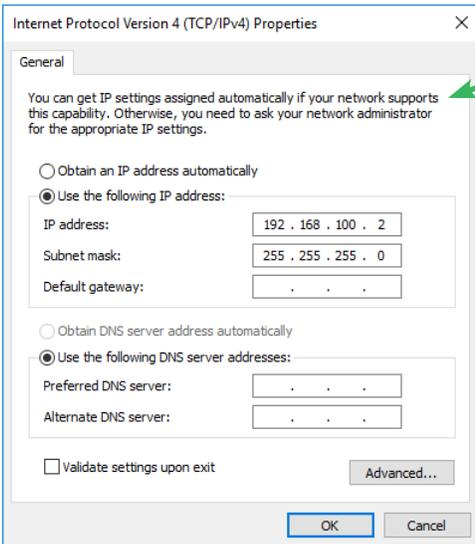 Internet Protocol Version 4 (TCP/IPv4) Properties
General
You can get IP settings assigned automatically if your network supports
this capability. Otherwise, you need to ask your network administrator
for the appropriate IP settings.
Obtain an IP address automatically
Use the following IP address:
IP address: 192 . 168 . 100 . 2
Subnet mask: 255 . 255 . 255 . 0
Default gateway: . . .
Obtain DNS server address automatically
Use the following DNS server addresses:
Preferred DNS server: . . .
Alternate DNS server: . . .
Validate settings upon exit
Advanced...
OK Cancel